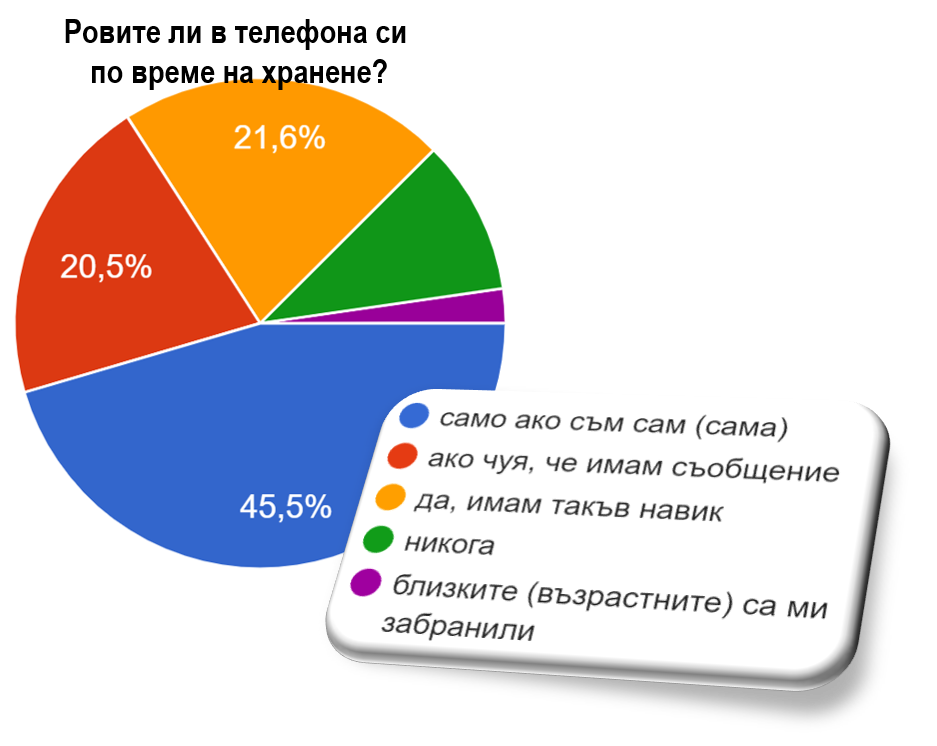 Ровите ли в телефона си
по време на хранене?
21,6%
20,5%
45,5%
само ако съм сам (сама)
ако чуя, че имам съобщение
да, имам такъв навик
никога
близките (възрастните) са ми
забранили